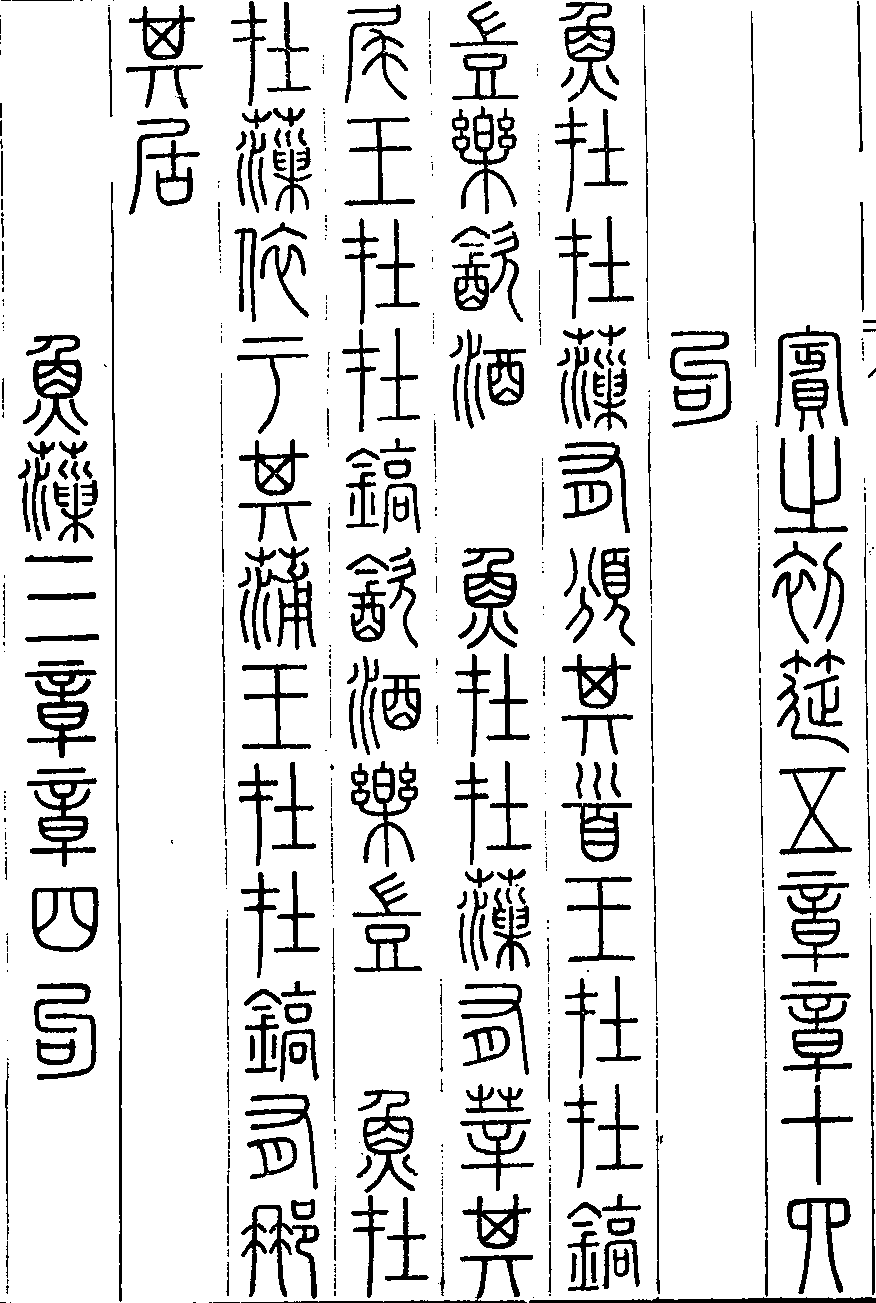 賓之初筵五章章十四
句
魚在在藻有頒其首王在在鎬
豈樂飲酒 魚在在藻有莘其
尾王在在鎬飲酒樂豈 魚在
在藻依于其蒲王在在鎬有那
其居
魚藻三章章四句